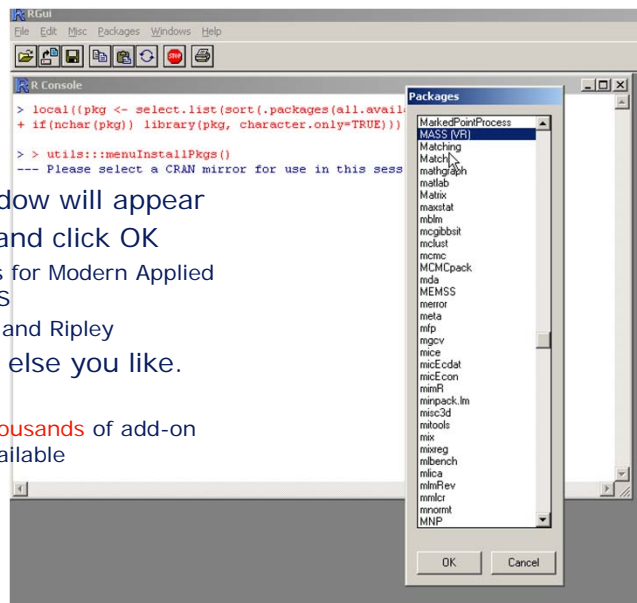 RGui
File Edit Misc Packages Windows Help
STOP
R Console
> local((pkg <- select.list(sort(.packages(all.avail
+ if(nchar(pkg)) library(pkg, character.only=TRUE)))
> > utils:::menuInstallPkgs()
--- Please select a CRAN mirror for use in this sess
dow will appear
and click OK
s for Modern Applied
S
and Ripley
else you like.
ousands of add-on
ailable
Packages
MarkedPointProcess
MASS (VR)
Matching
Match
mathgraph
matlab
Matrix
maxstat
mblm
mcgibbsit
mclust
mcmc
MCMCpack
mda
MEMSS
merror
meta
mfp
mgcv
mice
micEcdat
micEcon
mimR
minpack.lm
misc3d
mitools
mix
mixreg
mlbench
mlica
mlmRev
mmlcr
mnormt
MNP
OK Cancel